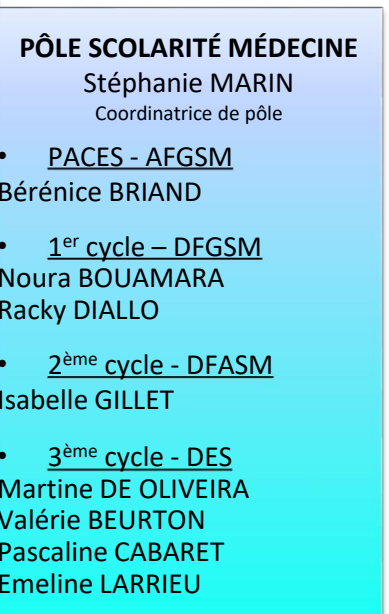 PÔLE SCOLARITÉ MÉDECINE
Stéphanie MARIN
Coordinatrice de pôle
• PACES - AFGSM
Bérénice BRIAND
• 1er cycle – DFGSM
Noura BOUAMARA
Racky DIALLO
• 2ème cycle - DFASM
Isabelle GILLET
• 3ème cycle - DES
Martine DE OLIVEIRA
Valérie BEURTON
Pascaline CABARET
Emeline LARRIEU